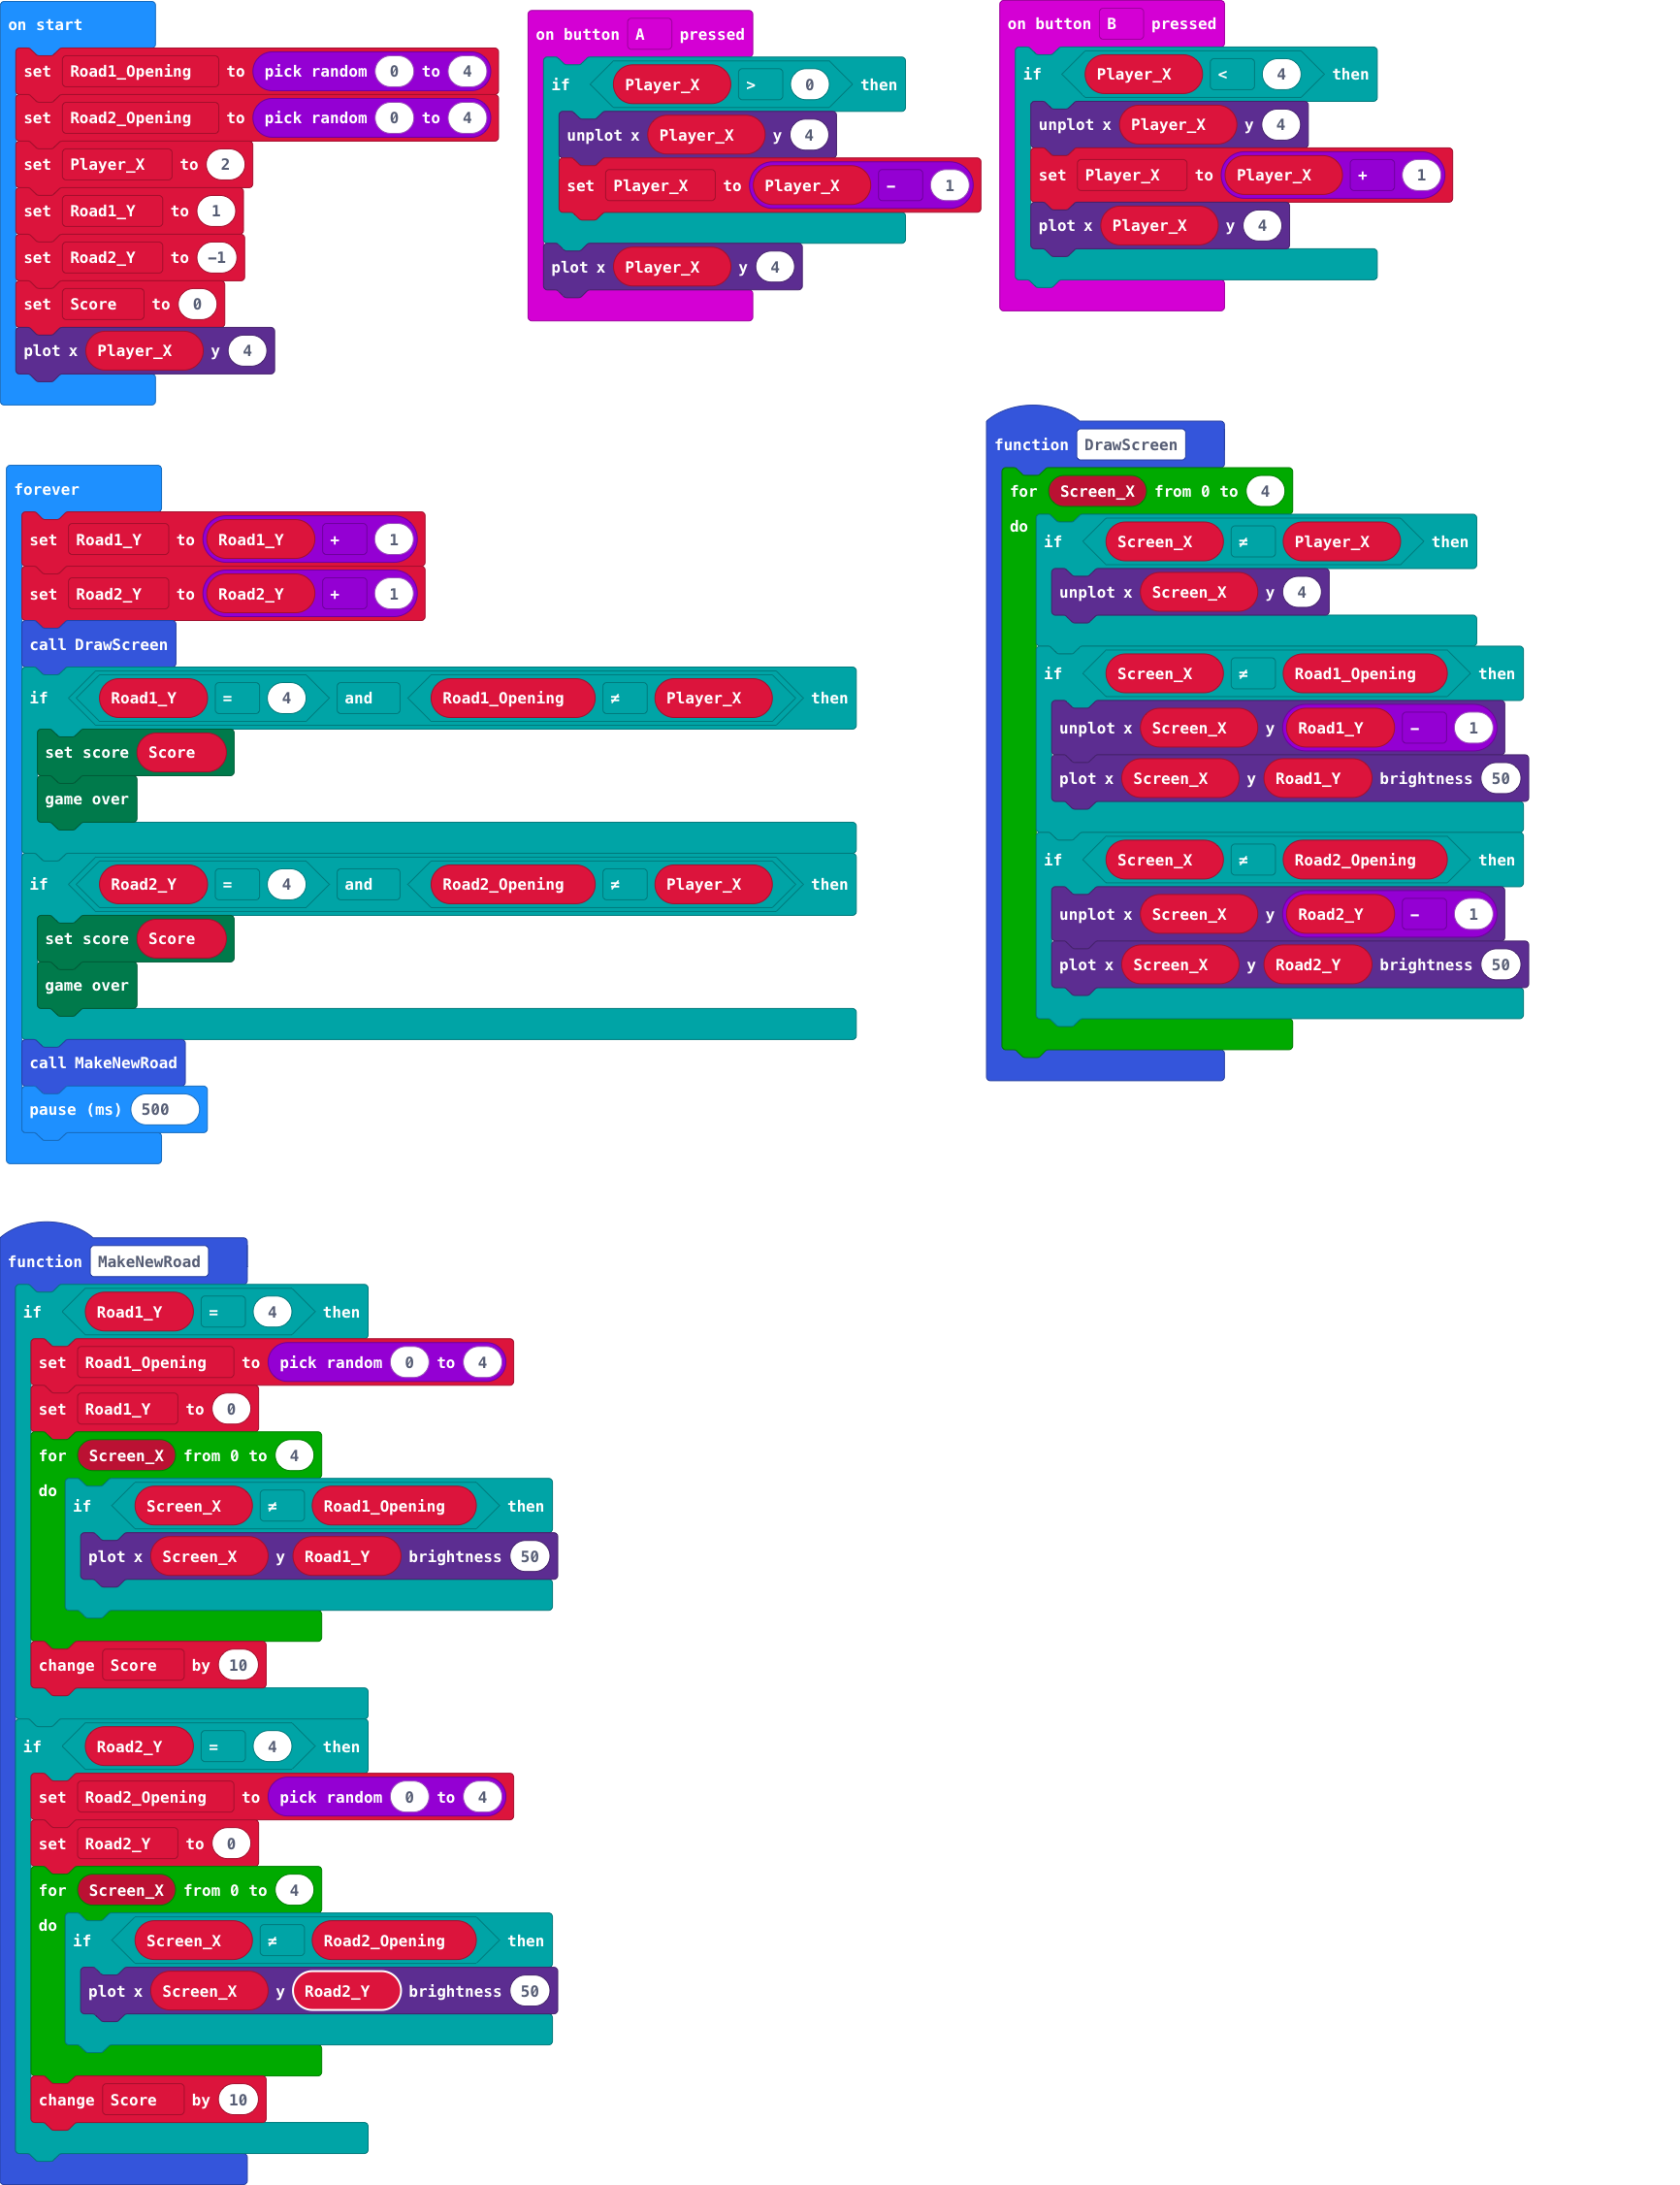 on start
set Road1_Opening to pick random 0 to 4
set Road2_Opening to pick random 0 to 4
set Player_X to 2
set Road1_Y to 1
set Road2_Y to −1
set Score to 0
plot x Player_X y 4
on button A pressed
if Player_X > 0 then
unplot x Player_X y 4
set Player_X to Player_X - 1
plot x Player_X y 4
on button B pressed
if Player_X < 4 then
unplot x Player_X y 4
set Player_X to Player_X + 1
plot x Player_X y 4
forever
set Road1_Y to Road1_Y + 1
set Road2_Y to Road2_Y + 1
call DrawScreen
if Road1_Y = 4 and Road1_Opening ≠ Player_X then
set score Score
game over
if Road2_Y = 4 and Road2_Opening ≠ Player_X then
set score Score
game over
call MakeNewRoad
pause (ms) 500
function DrawScreen
for Screen_X from 0 to 4
do
if Screen_X ≠ Player_X then
unplot x Screen_X y 4
if Screen_X ≠ Road1_Opening then
unplot x Screen_X y Road1_Y - 1
plot x Screen_X y Road1_Y brightness 50
if Screen_X ≠ Road2_Opening then
unplot x Screen_X y Road2_Y - 1
plot x Screen_X y Road2_Y brightness 50
function MakeNewRoad
if Road1_Y = 4 then
set Road1_Opening to pick random 0 to 4
set Road1_Y to 0
for Screen_X from 0 to 4
do
if Screen_X ≠ Road1_Opening then
plot x Screen_X y Road1_Y brightness 50
change Score by 10
if Road2_Y = 4 then
set Road2_Opening to pick random 0 to 4
set Road2_Y to 0
for Screen_X from 0 to 4
do
if Screen_X ≠ Road2_Opening then
plot x Screen_X y Road2_Y brightness 50
change Score by 10